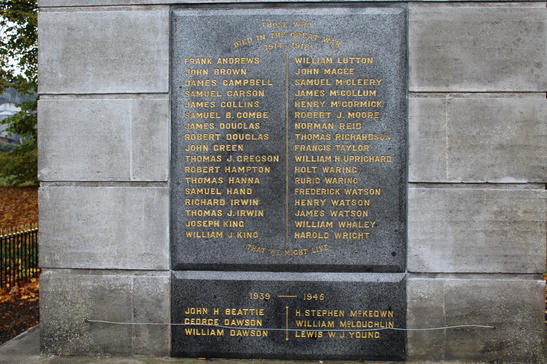 THOSE WHO
DIED IN THE GREAT WAR
1914 - 1918
FRANK ANDREWS
JOHN BROWN
JAMES CAMPBELL
SAMUEL CARSON
JAMES COLLINS
SAMUEL B. COMBE
JAMES DOUGLAS
ROBERT DOUGLAS
JOHN GREEN
THOMAS J. GREGSON
ROBERT HAMPTON
THOMAS HANNA
SAMUEL HAND
RICHARD IRWIN
THOMAS J. IRWIN
JOSEPH KING
WILLIAM J. KING
WILLIAM LUTTON
JOHN MAGEE
SAMUEL McCLEERY
JAMES McCOLLUM
HENRY McCORMICK
ROBERT J. MOORE
NORMAN REID
THOMAS RICHARDSON
FRANCIS TAYLOR
WILLIAM H. UPRICHARD
HOLT WARING
RURIC WARING
FREDERICK WATSON
HENRY WATSON
JAMES WATSON
WILLIAM WHALEY
HAROLD WRIGHT
THAT WE MIGHT LIVE
1939 — 1945
JOHN H. BEATTIE
GEORGE DAWSON
WILLIAM DAWSON
H. STEPHEN McKEOWN
WILLIAM McLOUCHLIN
LEWIS W. J. YOUNG